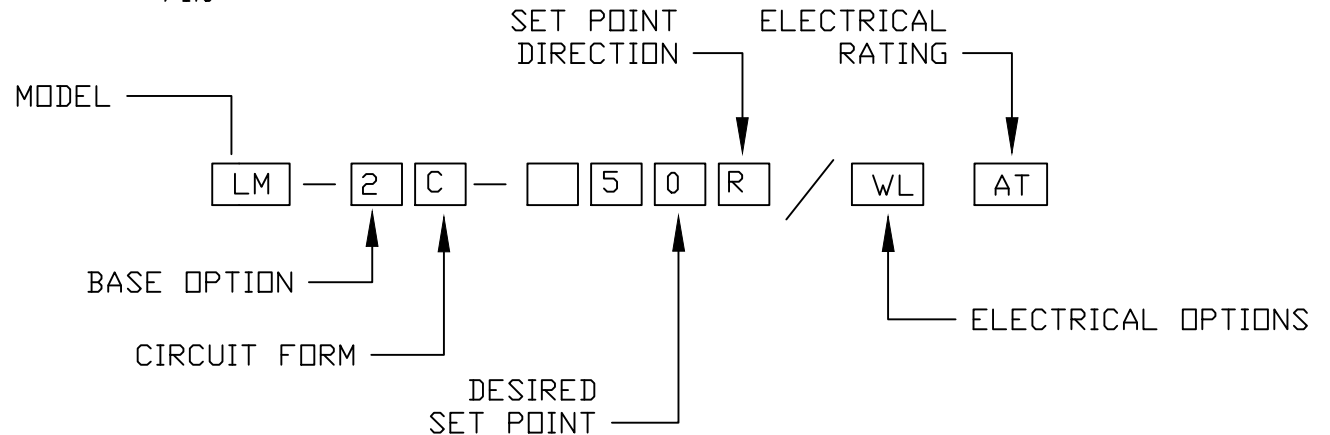 SET POINT
DIRECTION
ELECTRICAL
RATING
MODEL
LM — 2 C — 5 0 R / WL AT
BASE OPTION
ELECTRICAL OPTIONS
CIRCUIT FORM
DESIRED
SET POINT